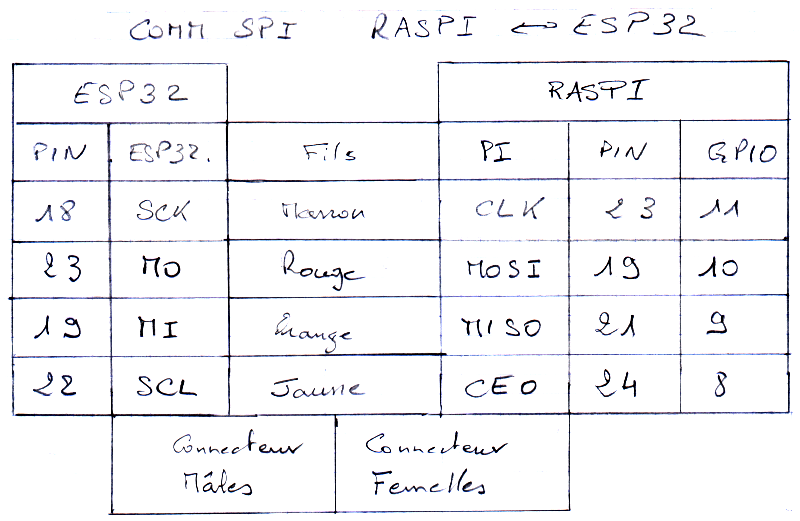 COMM SPI RASPI ↔ ESP32
ESP32 RASPI
PIN ESP32. Fils PI PIN GPIO
18 SCK Marron CLK 23 11
23 MO Rouge MOSI 19 10
19 MI Orange MISO 21 9
22 SCL Jaune CE0 24 8
Connecteur Connecteur
Mâles Femelles